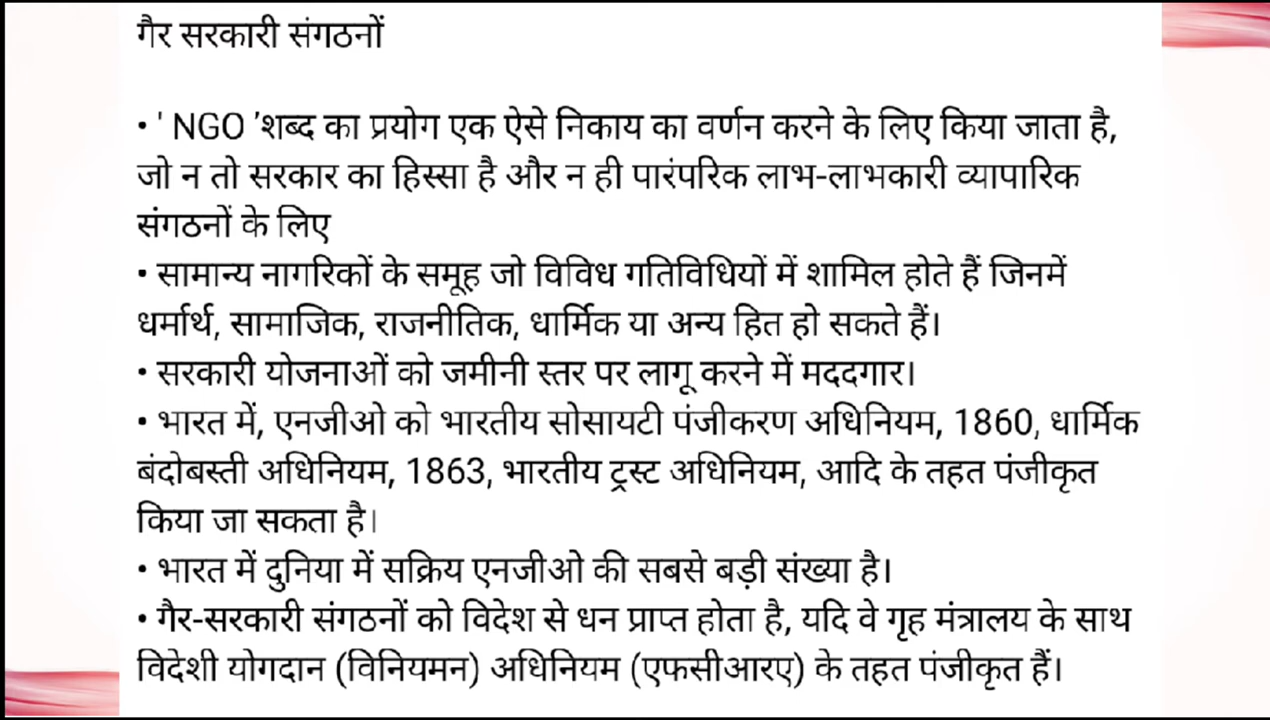 गैर सरकारी संगठनों
• ' NGO 'शब्द का प्रयोग एक ऐसे निकाय का वर्णन करने के लिए किया जाता है,
जो न तो सरकार का हिस्सा है और न ही पारंपरिक लाभ-लाभकारी व्यापारिक
संगठनों के लिए
• सामान्य नागरिकों के समूह जो विविध गतिविधियों में शामिल होते हैं जिनमें
धर्मार्थ, सामाजिक, राजनीतिक, धार्मिक या अन्य हित हो सकते हैं।
• सरकारी योजनाओं को जमीनी स्तर पर लागू करने में मददगार।
• भारत में, एनजीओ को भारतीय सोसायटी पंजीकरण अधिनियम, 1860, धार्मिक
बंदोबस्ती अधिनियम, 1863, भारतीय ट्रस्ट अधिनियम, आदि के तहत पंजीकृत
किया जा सकता है।
• भारत में दुनिया में सक्रिय एनजीओ की सबसे बड़ी संख्या है।
• गैर-सरकारी संगठनों को विदेश से धन प्राप्त होता है, यदि वे गृह मंत्रालय के साथ
विदेशी योगदान (विनियमन) अधिनियम (एफसीआरए) के तहत पंजीकृत हैं।